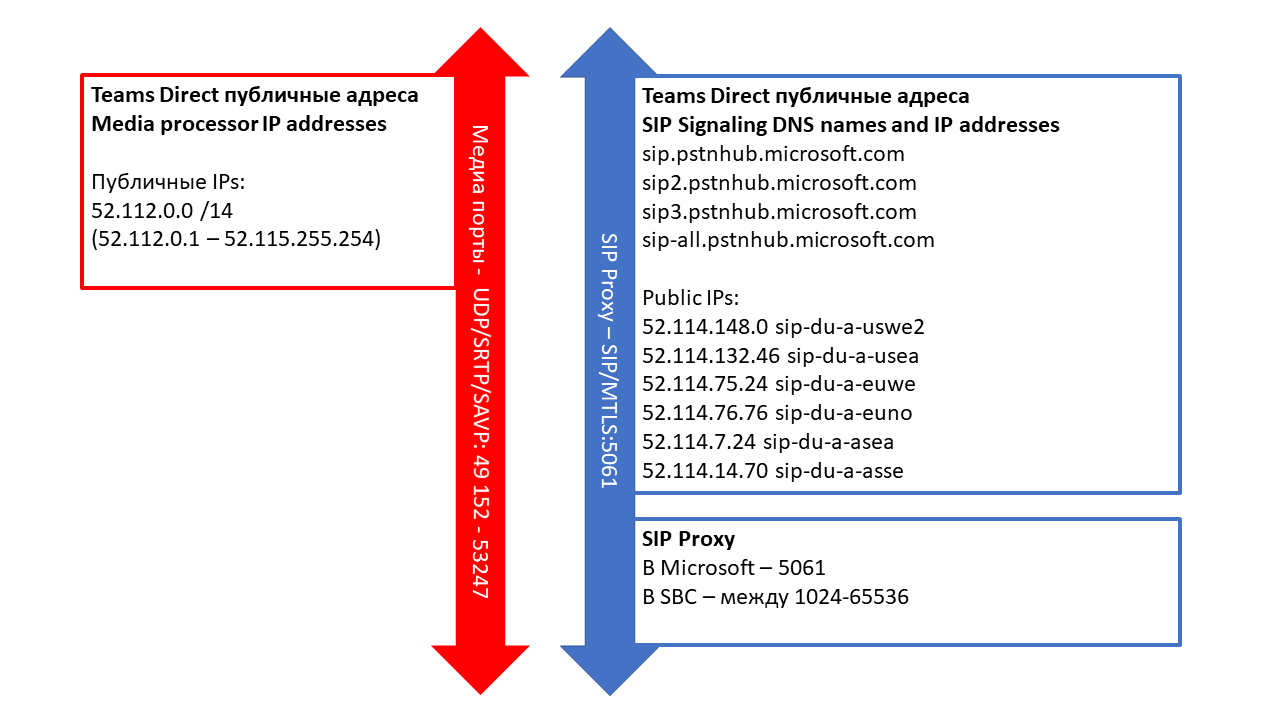 Teams Direct публичные адреса
Media processor IP addresses
Публичные IPs:
52.112.0.0 /14
(52.112.0.1 – 52.115.255.254)
Медиа порты - UDP/SRTP/SAVP: 49 152 - 53247
SIP Proxy – SIP/MTLS:5061
Teams Direct публичные адреса
SIP Signaling DNS names and IP addresses
sip.pstnhub.microsoft.com
sip2.pstnhub.microsoft.com
sip3.pstnhub.microsoft.com
sip-all.pstnhub.microsoft.com
Public IPs:
52.114.148.0 sip-du-a-uswe2
52.114.132.46 sip-du-a-usea
52.114.75.24 sip-du-a-euwe
52.114.76.76 sip-du-a-euno
52.114.7.24 sip-du-a-asea
52.114.14.70 sip-du-a-asse
SIP Proxy
В Microsoft – 5061
В SBC – между 1024-65536